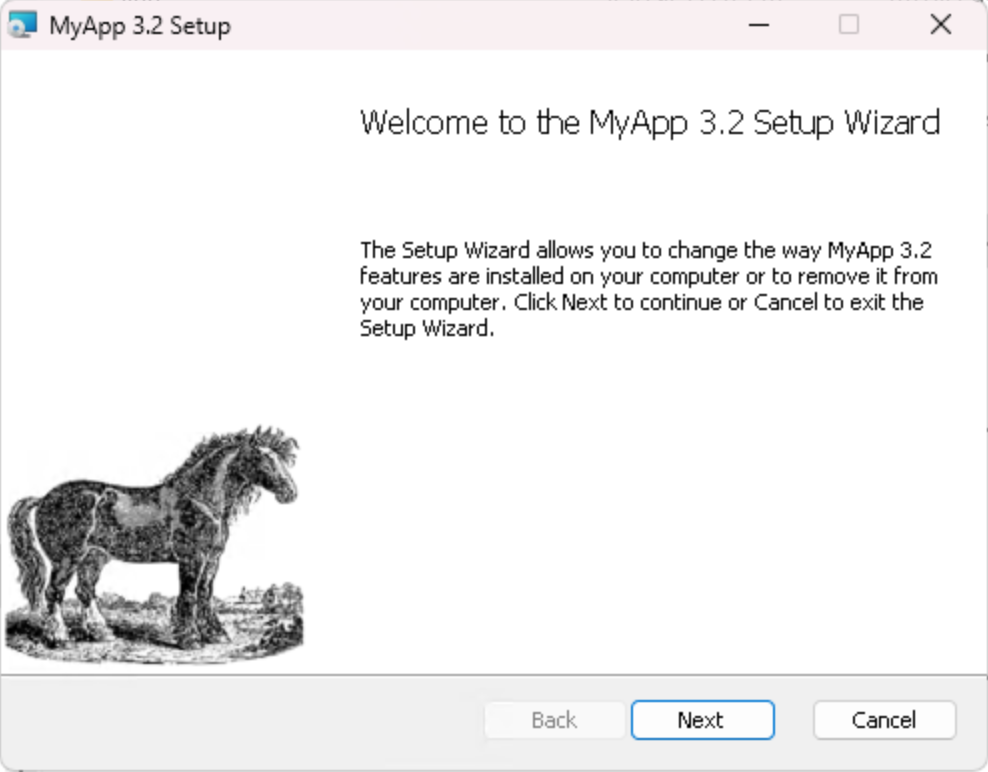 MyApp 3.2 Setup
Welcome to the MyApp 3.2 Setup Wizard
The Setup Wizard allows you to change the way MyApp 3.2
features are installed on your computer or to remove it from
your computer. Click Next to continue or Cancel to exit the
Setup Wizard.
Back
Next
Cancel